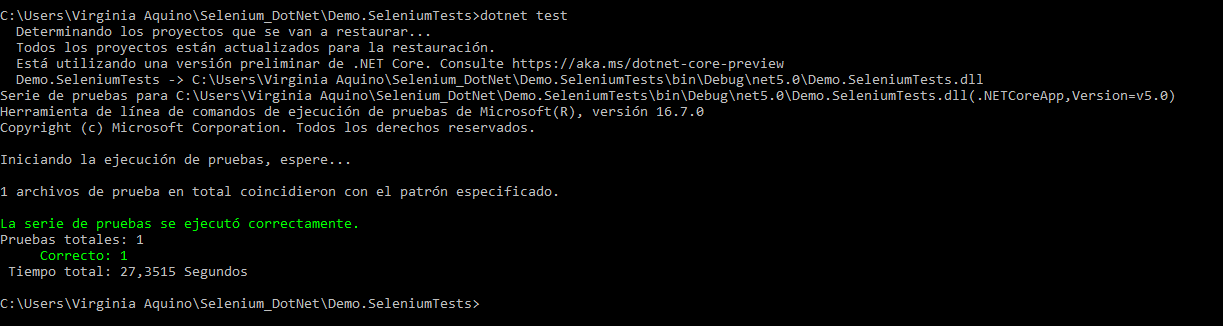 C:\Users\Virginia Aquino\Selenium_DotNet\Demo.SeleniumTests>dotnet test
Determinando los proyectos que se van a restaurar...
Todos los proyectos están actualizados para la restauración.
Está utilizando una versión preliminar de .NET Core. Consulte https://aka.ms/dotnet-core-preview
Demo.SeleniumTests -> C:\Users\Virginia Aquino\Selenium_DotNet\Demo.SeleniumTests\bin\Debug\net5.0\Demo.SeleniumTests.dll
Serie de pruebas para C:\Users\Virginia Aquino\Selenium_DotNet\Demo.SeleniumTests\bin\Debug\net5.0\Demo.SeleniumTests.dll(.NETCoreApp,Version=v5.0)
Herramienta de línea de comandos de ejecución de pruebas de Microsoft(R), versión 16.7.0
Copyright (c) Microsoft Corporation. Todos los derechos reservados.
Iniciando la ejecución de pruebas, espere...
1 archivos de prueba en total coincidieron con el patrón especificado.
La serie de pruebas se ejecutó correctamente.
Pruebas totales: 1
Correcto: 1
Tiempo total: 27,3515 Segundos
C:\Users\Virginia Aquino\Selenium_DotNet\Demo.SeleniumTests>